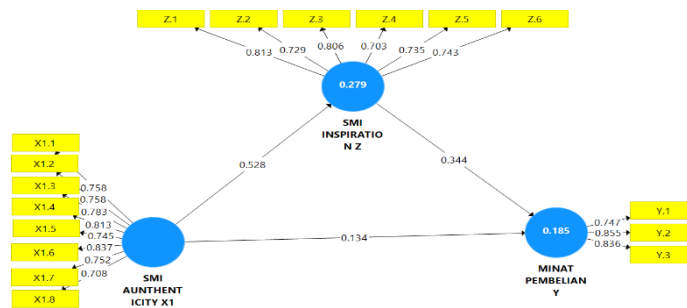 Z.1 Z.2 Z.3 Z.4 Z.5 Z.6
0.813 0.729 0.806 0.703 0.735 0.743
0.279
SMI
INSPIRATIO
N Z
X1.1
X1.2
X1.3
X1.4
X1.5
X1.6
X1.7
X1.8
0.758
0.758
0.783
0.813
0.745
0.837
0.752
0.708
SMI
AUNTHENT
ICITY X1
0.528
0.344
0.134
0.185
MINAT
PEMBELIAN
Y
0.747
0.855
0.836
Y.1
Y.2
Y.3